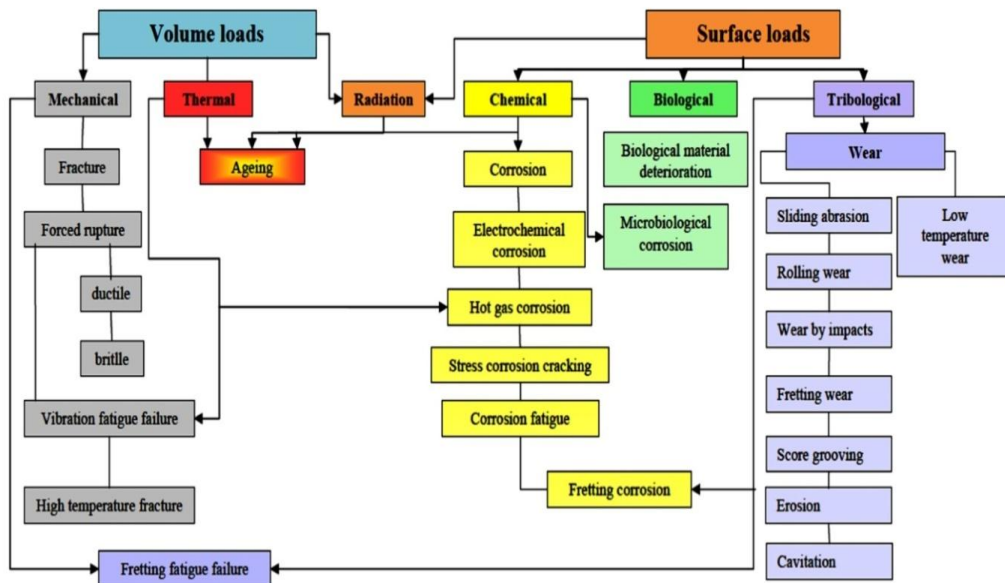 Volume loads
Surface loads
Mechanical
Thermal
Radiation
Chemical
Biological
Tribological
Fracture
Ageing
Corrosion
Biological material
deterioration
Wear
Forced rupture
Electrochemical
corrosion
Microbiological
corrosion
Sliding abrasion
Low
temperature
wear
ductile
Hot gas corrosion
Rolling wear
britlle
Stress corrosion cracking
Wear by impacts
Vibration fatigue failure
Corrosion fatigue
Fretting wear
Score grooving
High temperature fracture
Fretting corrosion
Erosion
Fretting fatigue failure
Cavitation